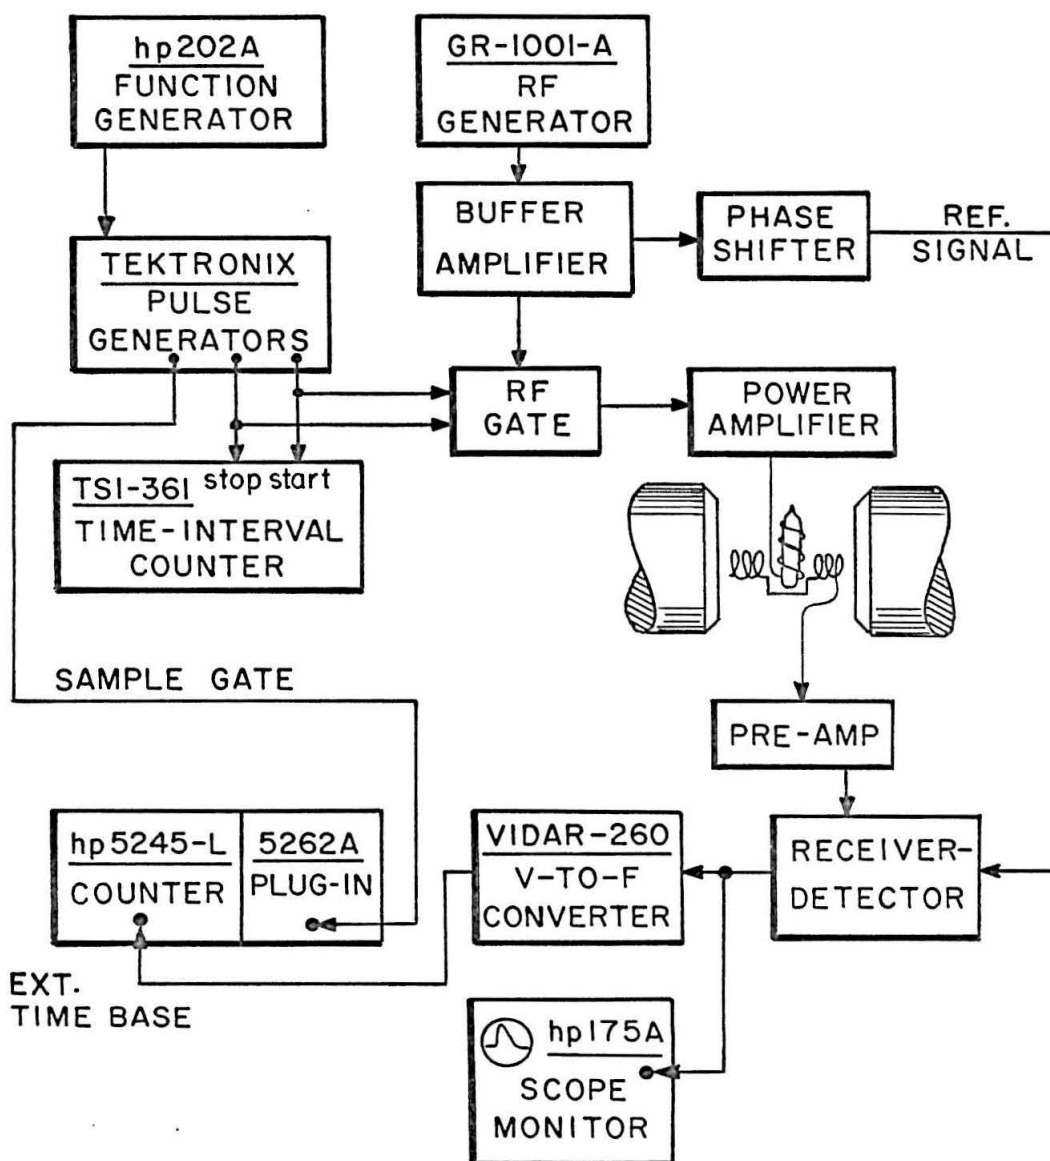 hp202A
FUNCTION
GENERATOR
GR-1001-A
RF
GENERATOR
BUFFER
AMPLIFIER
PHASE
SHIFTER
REF.
SIGNAL
TEKTRONIX
PULSE
GENERATORS
RF
GATE
POWER
AMPLIFIER
TSI-361 stop start
TIME-INTERVAL
COUNTER
SAMPLE GATE
PRE-AMP
hp5245-L
COUNTER
5262A
PLUG-IN
VIDAR-260
V-TO-F
CONVERTER
RECEIVER-
DETECTOR
EXT.
TIME BASE
hp175A
SCOPE
MONITOR